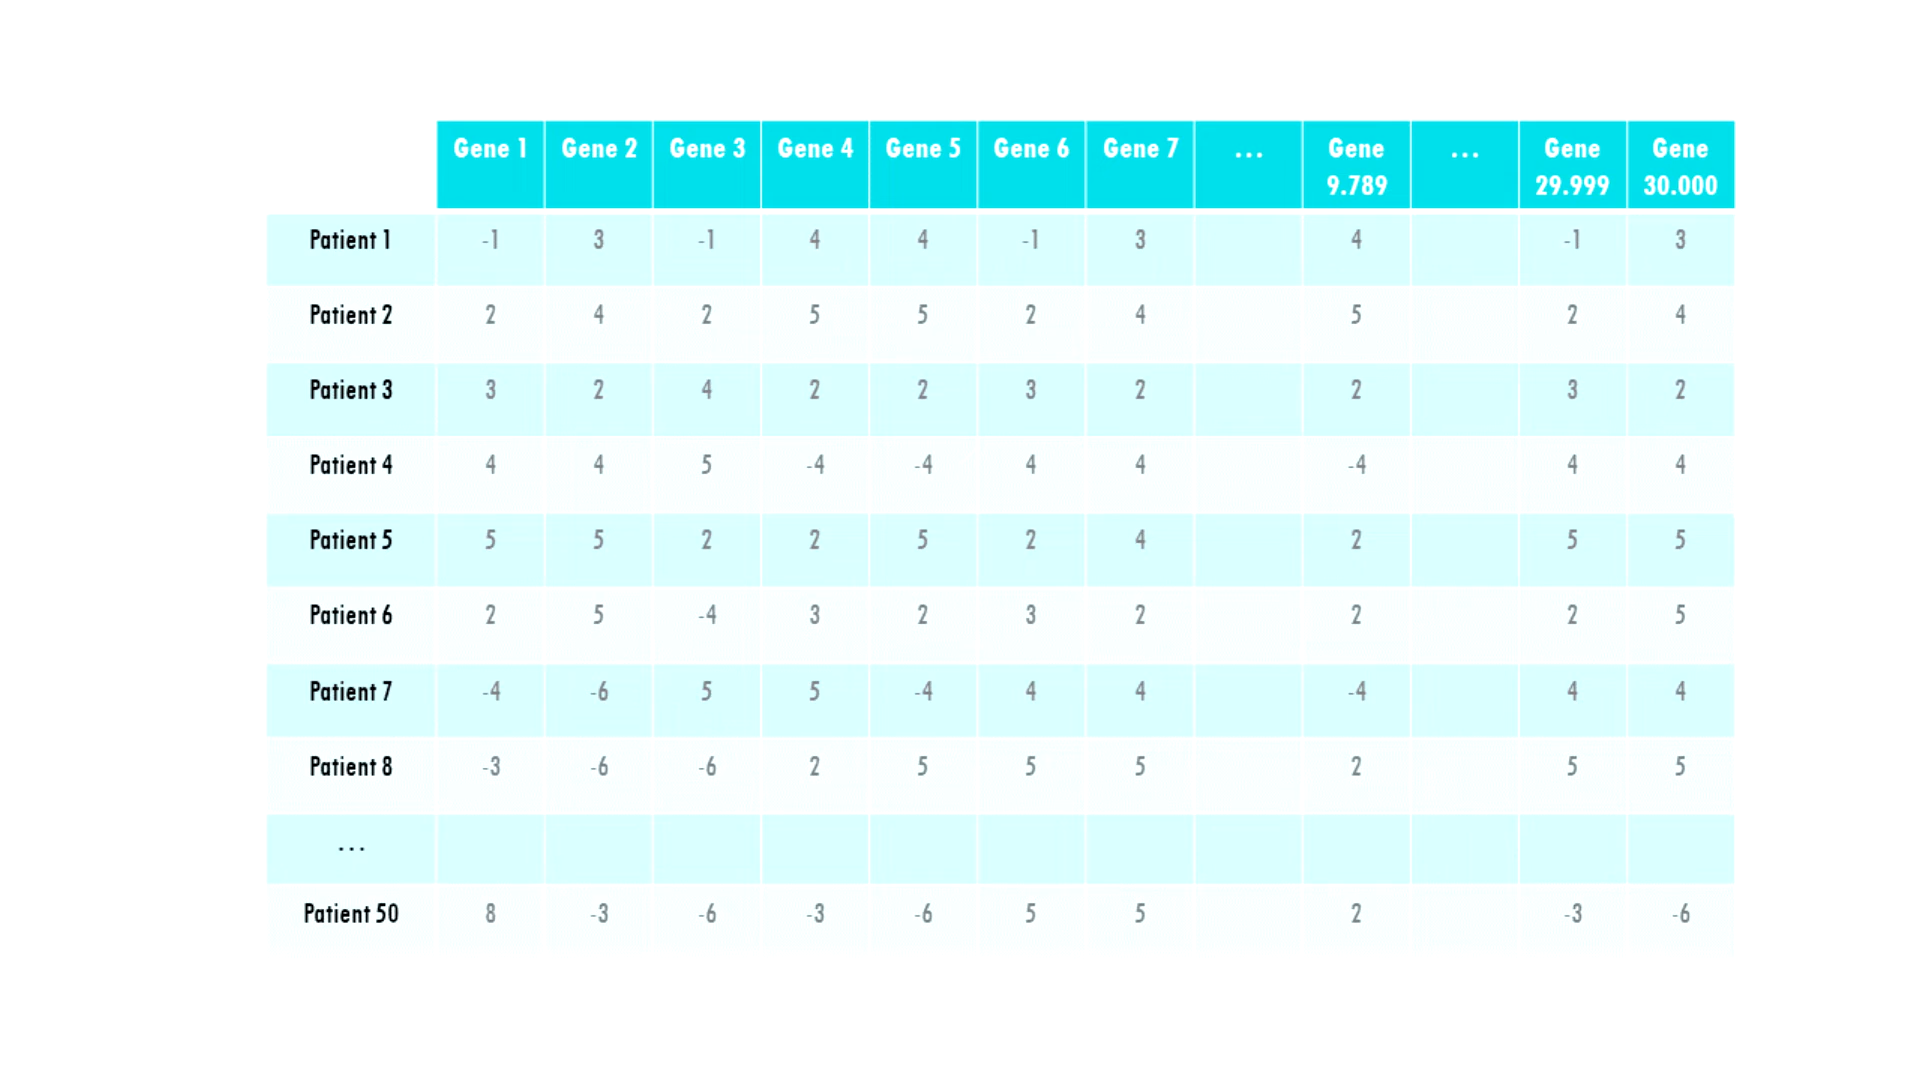 Gene 1 Gene 2 Gene 3 Gene 4 Gene 5 Gene 6 Gene 7 ... Gene 9.789 ... Gene 29.999 Gene 30.000
Patient 1 -1 3 -1 4 4 -1 3 4 -1 3
Patient 2 2 4 2 5 5 2 4 5 2 4
Patient 3 3 2 4 2 2 3 2 2 3 2
Patient 4 4 4 5 -4 -4 4 4 -4 4 4
Patient 5 5 5 2 2 5 2 4 2 5 5
Patient 6 2 5 -4 3 2 3 2 2 2 5
Patient 7 -4 -6 5 5 -4 4 4 -4 4 4
Patient 8 -3 -6 -6 2 5 5 5 2 5 5
...
Patient 50 8 -3 -6 -3 -6 5 5 2 -3 -6